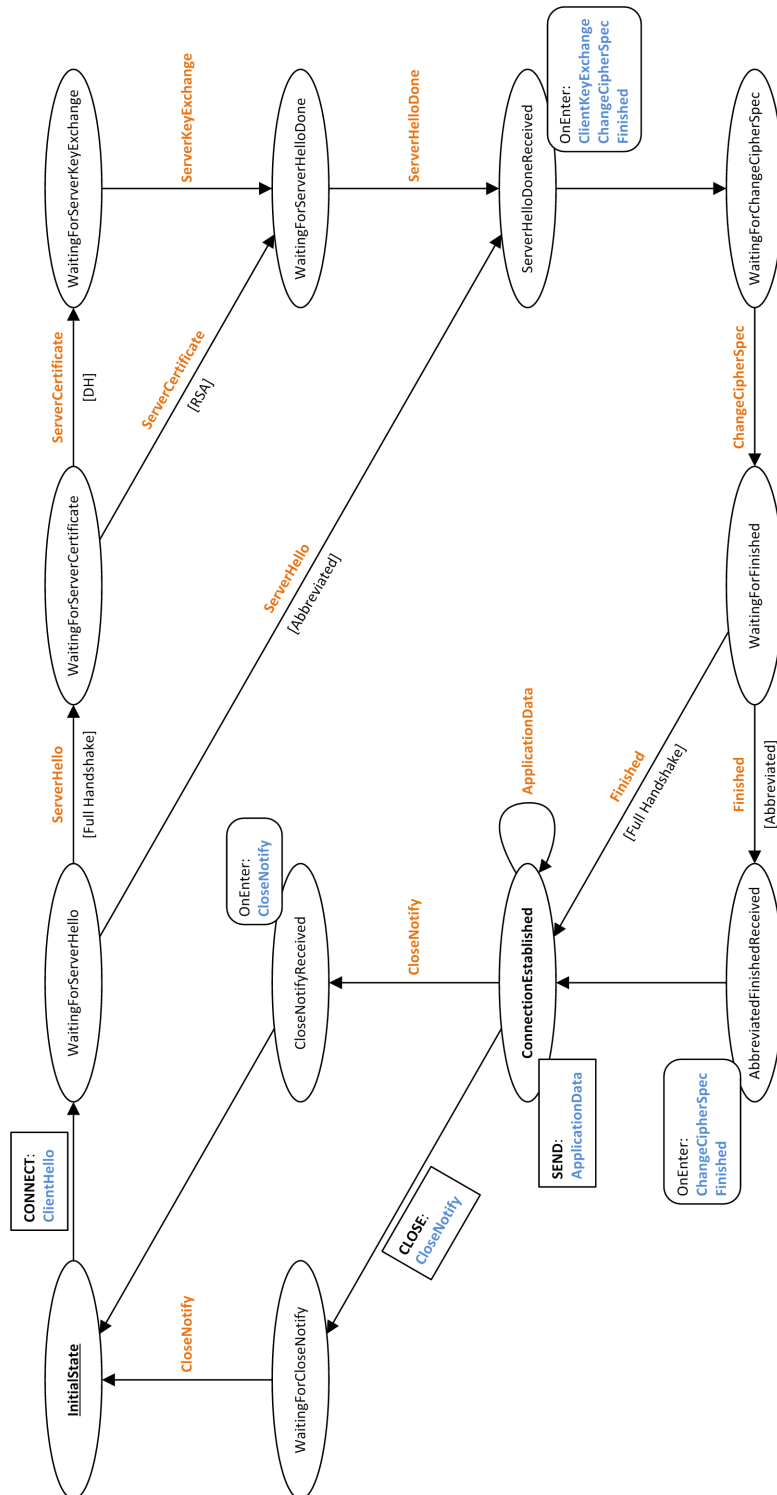 CONNECT:
ClientHello
InitialState
WaitingForServerHello
ServerHello
[Full Handshake]
WaitingForServerCertificate
ServerCertificate
[DH]
WaitingForServerKeyExchange
CloseNotify
ServerCertificate
[RSA]
ServerKeyExchange
OnEnter:
CloseNotify
WaitingForCloseNotify
CloseNotifyReceived
ServerHello
[Abbreviated]
WaitingForServerHelloDone
CLOSE:
CloseNotify
CloseNotify
ServerHelloDone
ConnectionEstablished
ApplicationData
ServerHelloDoneReceived
SEND:
ApplicationData
OnEnter:
ClientKeyExchange
ChangeCipherSpec
Finished
Finished
[Full Handshake]
OnEnter:
ChangeCipherSpec
Finished
AbbreviatedFinishedReceived
Finished
[Abbreviated]
WaitingForFinished
ChangeCipherSpec
WaitingForChangeCipherSpec